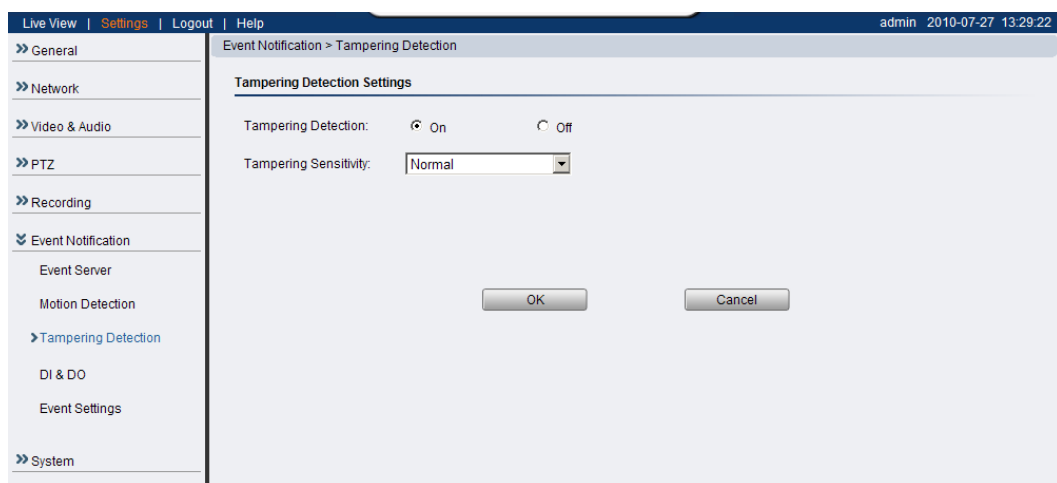 Live View | Settings | Logout | Help admin 2010-07-27 13:29:22
General
Network
Video & Audio
PTZ
Recording
Event Notification
Event Server
Motion Detection
Tampering Detection
DI & DO
Event Settings
System
Event Notification > Tampering Detection
Tampering Detection Settings
Tampering Detection: On Off
Tampering Sensitivity: Normal
OK Cancel